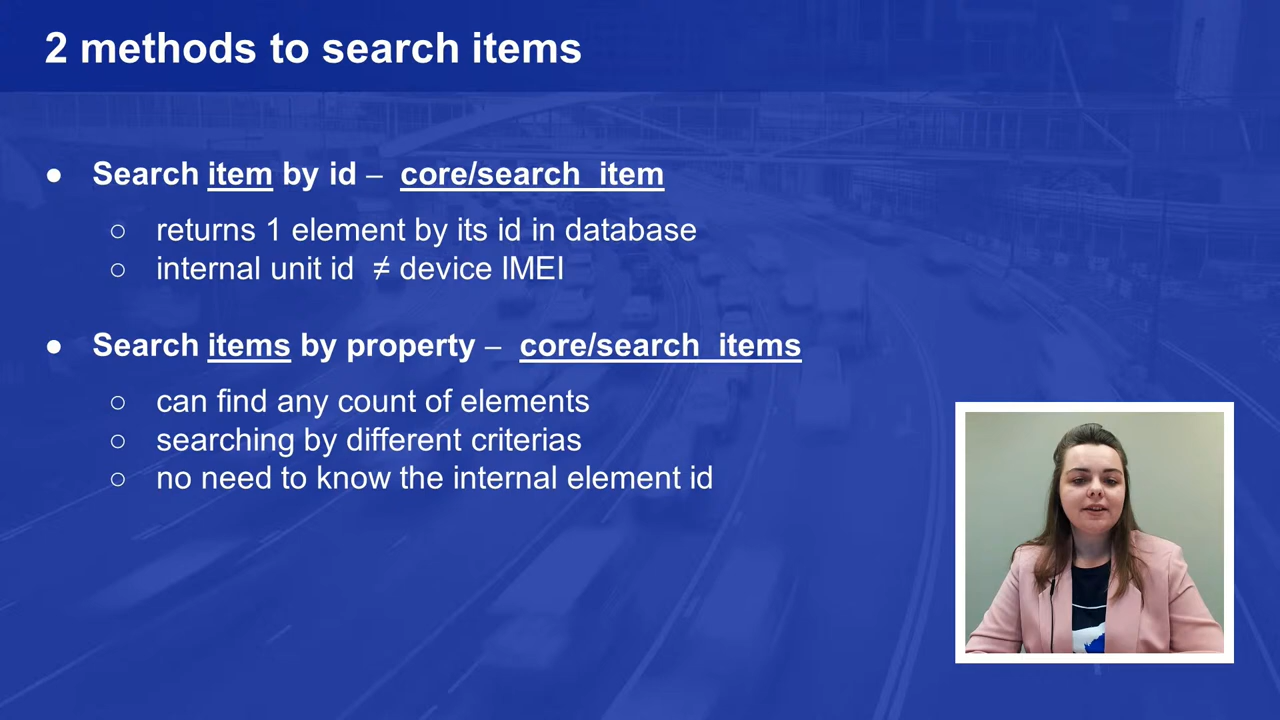 2 methods to search items
● Search item by id – core/search_item
○ returns 1 element by its id in database
○ internal unit id ≠ device IMEI
● Search items by property – core/search_items
○ can find any count of elements
○ searching by different criterias
○ no need to know the internal element id